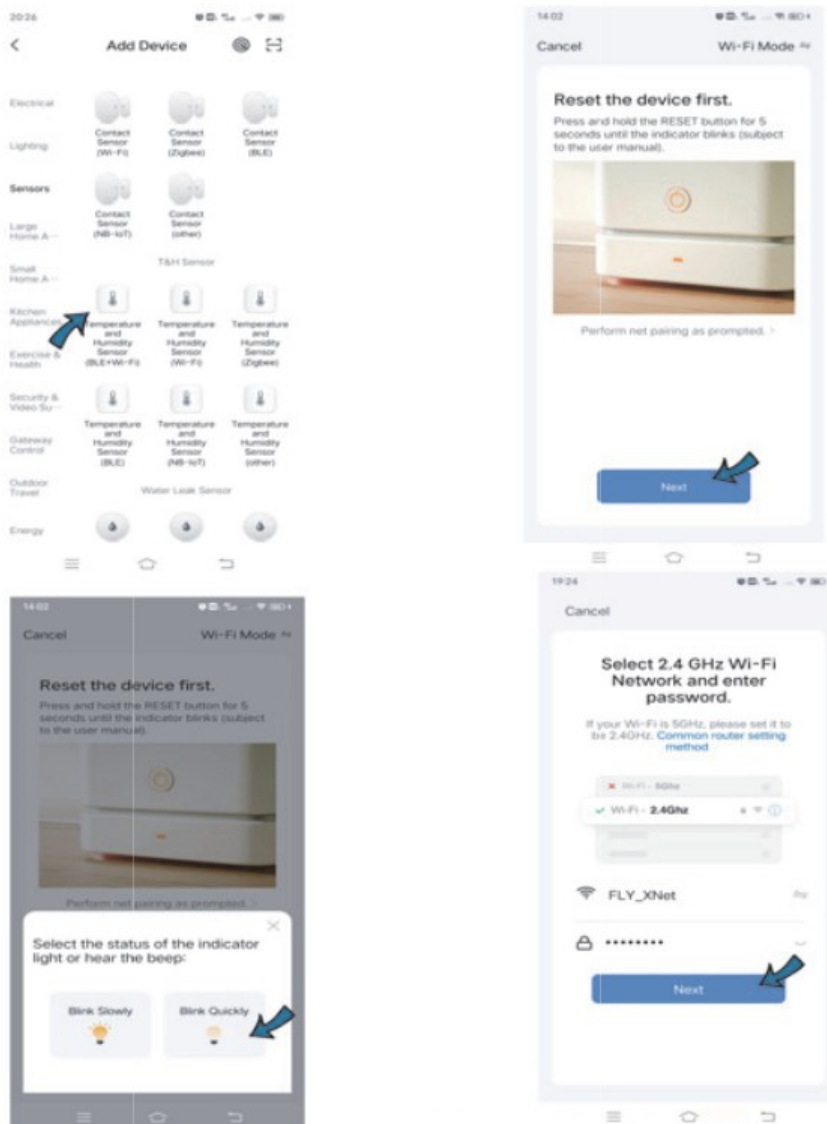 20:26
Add Device
Electrical
Lighting
Sensors
Large
Home A...
Small
Home A...
Kitchen
Appliances
Exercise &
Health
Security &
Video Su...
Gateway
Control
Outdoor
Travel
Energy
Contact
Sensor
(Wi-Fi)
Contact
Sensor
(Zigbee)
Contact
Sensor
(BLE)
Contact
Sensor
(NB-IoT)
Contact
Sensor
(other)
T&H Sensor
Temperature
and
Humidity
Sensor
(BLE+Wi-Fi)
Temperature
and
Humidity
Sensor
(Wi-Fi)
Temperature
and
Humidity
Sensor
(Zigbee)
Temperature
and
Humidity
Sensor
(BLE)
Temperature
and
Humidity
Sensor
(NB-IoT)
Temperature
and
Humidity
Sensor
(other)
Water Leak Sensor
14:02
Cancel
Wi-Fi Mode
Reset the device first.
Press and hold the RESET button for 5
seconds until the indicator blinks (subject
to the user manual).
Perform net pairing as prompted. >
Next
14:02
Cancel
Wi-Fi Mode
Reset the device first.
Press and hold the RESET button for 5
seconds until the indicator blinks (subject
to the user manual).
Perform net pairing as prompted. >
Select the status of the indicator
light or hear the beep:
Blink Slowly
Blink Quickly
19:24
Cancel
Select 2.4 GHz Wi-Fi
Network and enter
password.
If your Wi-Fi is 5GHz, please set it to
be 2.4GHz. Common router setting
method
Wi-Fi - 5Ghz
Wi-Fi - 2.4Ghz
FLY_XNet
••••••••
Next